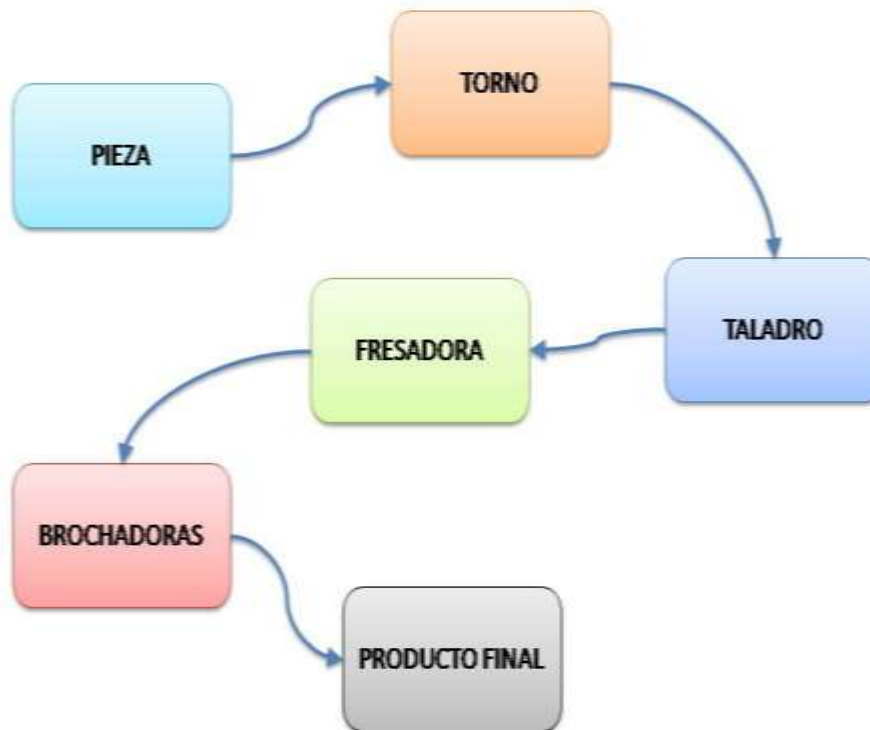 PIEZA
TORNO
TALADRO
FRESADORA
BROCHADORAS
PRODUCTO FINAL